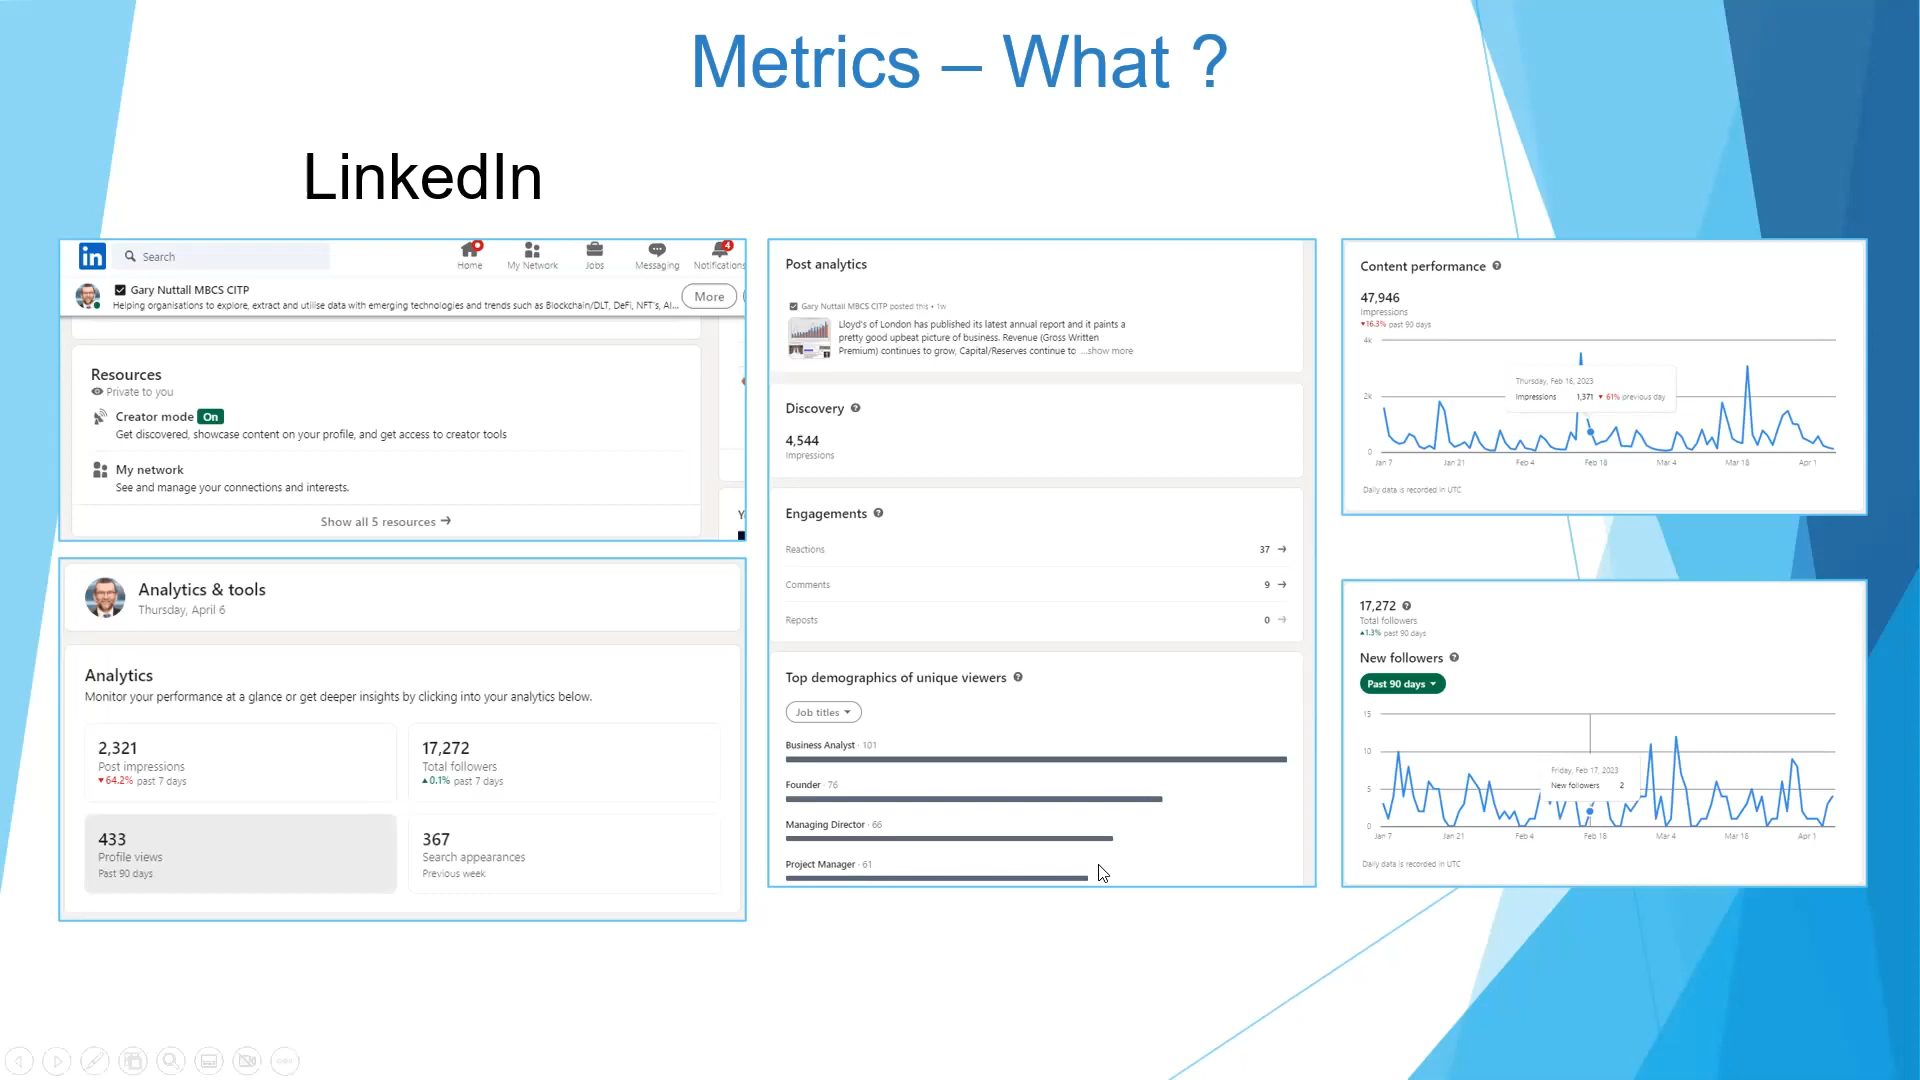 Metrics – What ?
LinkedIn
in
Search
Home
My Network
Jobs
Messaging
4
Notifications
Gary Nuttall MBCS CITP
Helping organisations to explore, extract and utilise data with emerging technologies and trends such as Blockchain/DLT, DeFi, NFT's, AI...
More
Resources
Private to you
Creator mode On
Get discovered, showcase content on your profile, and get access to creator tools
My network
See and manage your connections and interests.
Show all 5 resources →
Analytics & tools
Thursday, April 6
Analytics
Monitor your performance at a glance or get deeper insights by clicking into your analytics below.
2,321
Post impressions
▾64.2% past 7 days
17,272
Total followers
▴0.1% past 7 days
433
Profile views
Past 90 days
367
Search appearances
Previous week
Post analytics
Gary Nuttall MBCS CITP posted this • 1w
Lloyd's of London has published its latest annual report and it paints a
pretty good upbeat picture of business. Revenue (Gross Written
Premium) continues to grow, Capital/Reserves continue to ...show more
Discovery
4,544
Impressions
Engagements
Reactions 37 →
Comments 9 →
Reposts 0 →
Top demographics of unique viewers
Job titles
Business Analyst · 101
Founder · 76
Managing Director · 66
Project Manager · 61
Content performance
47,946
Impressions
▾16.3% past 90 days
4k
Thursday, Feb 16, 2023
Impressions 1,371 ▾ 61% previous day
2k
0
Jan 7 Jan 21 Feb 4 Feb 18 Mar 4 Mar 18 Apr 1
Daily data is recorded in UTC
17,272
Total followers
▴1.3% past 90 days
New followers
Past 90 days
15
10
Friday, Feb 17, 2023
New followers 2
5
0
Jan 7 Jan 21 Feb 4 Feb 18 Mar 4 Mar 18 Apr 1
Daily data is recorded in UTC